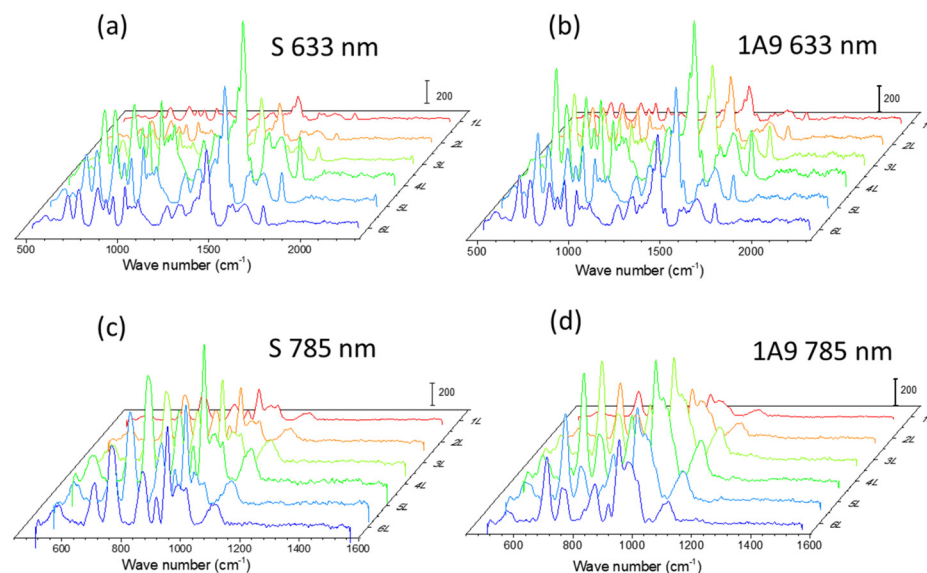 (a)
S 633 nm
200
1L
2L
3L
4L
5L
6L
500 1000 1500 2000
Wave number (cm⁻¹)
(b)
1A9 633 nm
200
2L
3L
4L
5L
6L
500 1000 1500 2000
Wave number (cm⁻¹)
(c)
S 785 nm
200
1L
2L
3L
4L
5L
6L
600 800 1000 1200 1400 1600
Wave number (cm⁻¹)
(d)
1A9 785 nm
200
2L
3L
4L
5L
6L
600 800 1000 1200 1400 1600
Wave number (cm⁻¹)